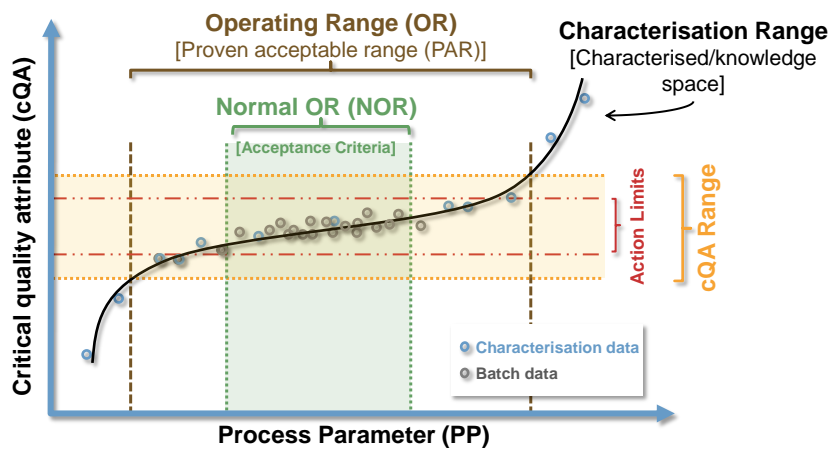 Operating Range (OR)
[Proven acceptable range (PAR)]
Characterisation Range
[Characterised/knowledge
space]
Normal OR (NOR)
[Acceptance Criteria]
Critical quality attribute (cQA)
Action Limits
cQA Range
Characterisation data
Batch data
Process Parameter (PP)